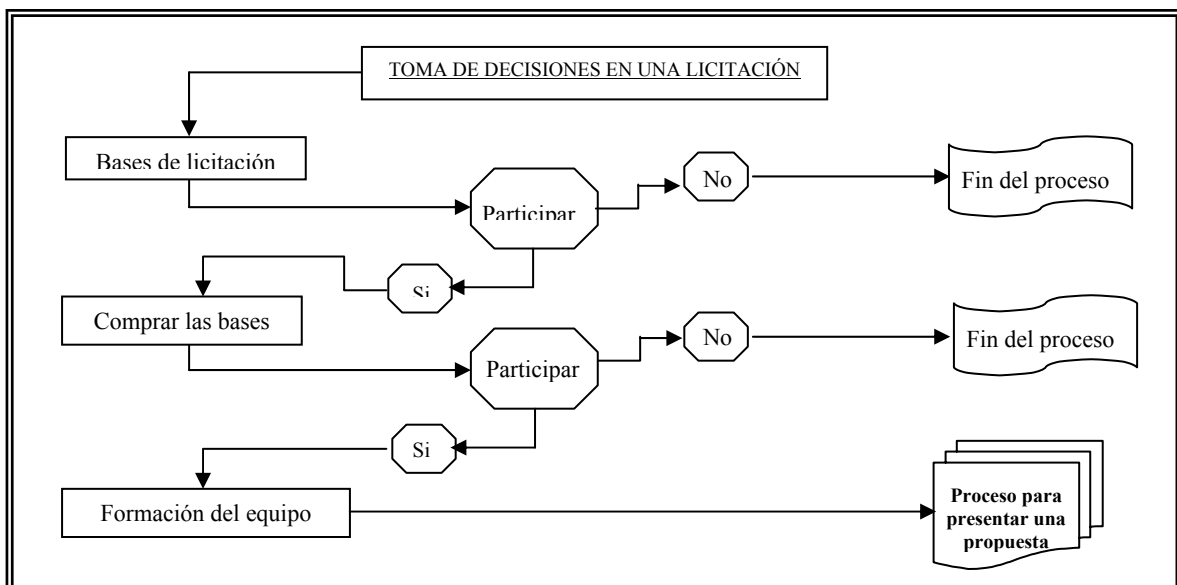 TOMA DE DECISIONES EN UNA LICITACIÓN
Bases de licitación
Participar
No
Fin del proceso
Si
Comprar las bases
Participar
No
Fin del proceso
Si
Formación del equipo
Proceso para
presentar una
propuesta